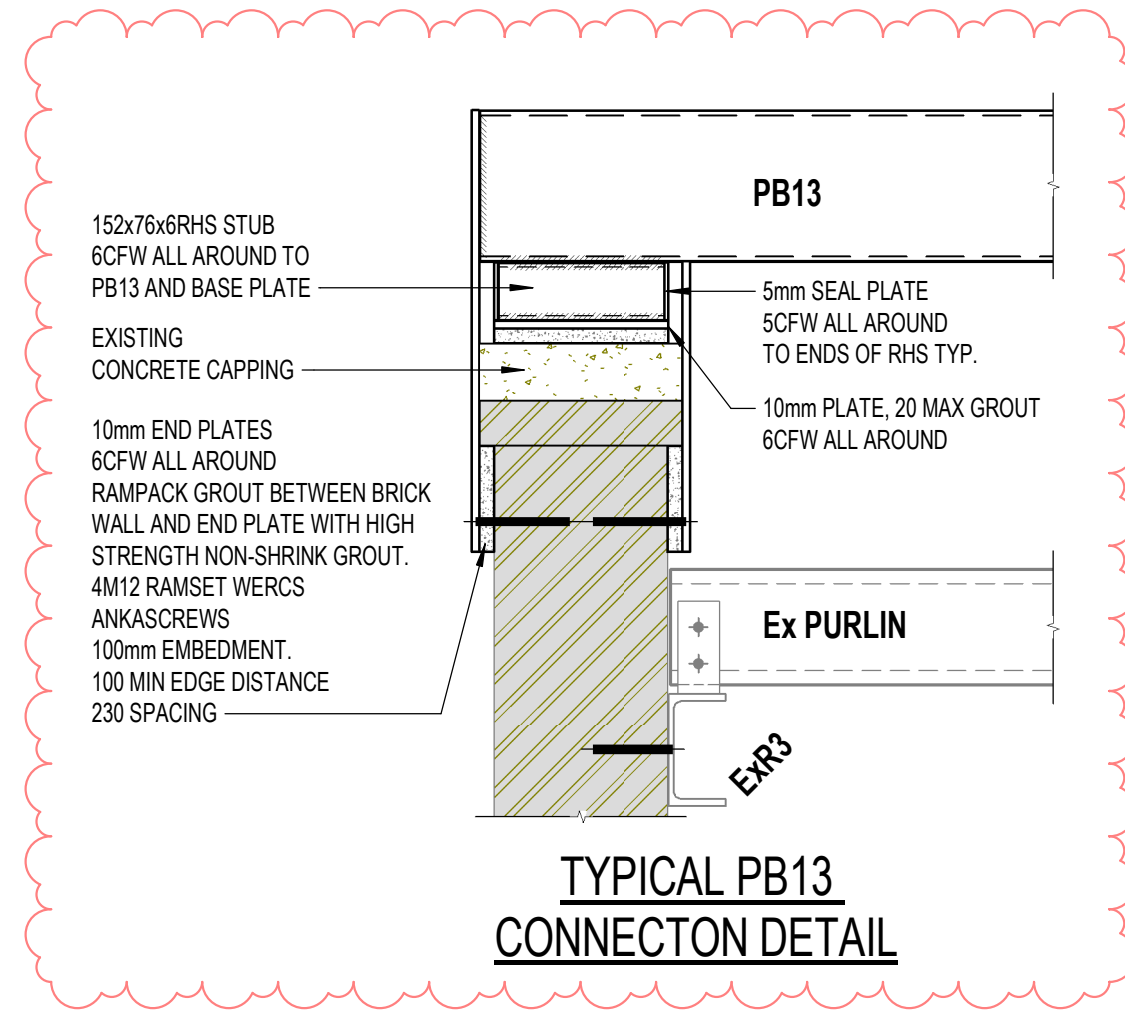 PB13
152x76x6RHS STUB
6CFW ALL AROUND TO
PB13 AND BASE PLATE
EXISTING
CONCRETE CAPPING
10mm END PLATES
6CFW ALL AROUND
RAMPACK GROUT BETWEEN BRICK
WALL AND END PLATE WITH HIGH
STRENGTH NON-SHRINK GROUT.
4M12 RAMSET WERCS
ANKASCREWS
100mm EMBEDMENT.
100 MIN EDGE DISTANCE
230 SPACING
5mm SEAL PLATE
5CFW ALL AROUND
TO ENDS OF RHS TYP.
10mm PLATE, 20 MAX GROUT
6CFW ALL AROUND
Ex PURLIN
ExR3
TYPICAL PB13
CONNECTON DETAIL